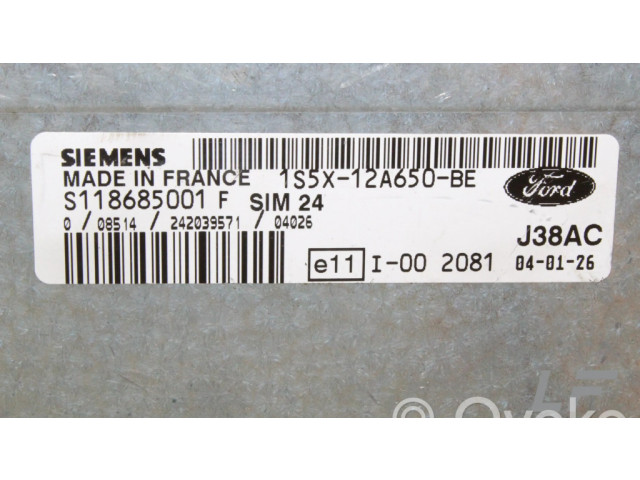 SIEMENS
MADE IN FRANCE 1S5X-12A650-BE
Ford
S118685001 F SIM 24
0 / 08514 / 242039571 / 04026
J38AC
e11 I-00 2081 04-01-26
LF